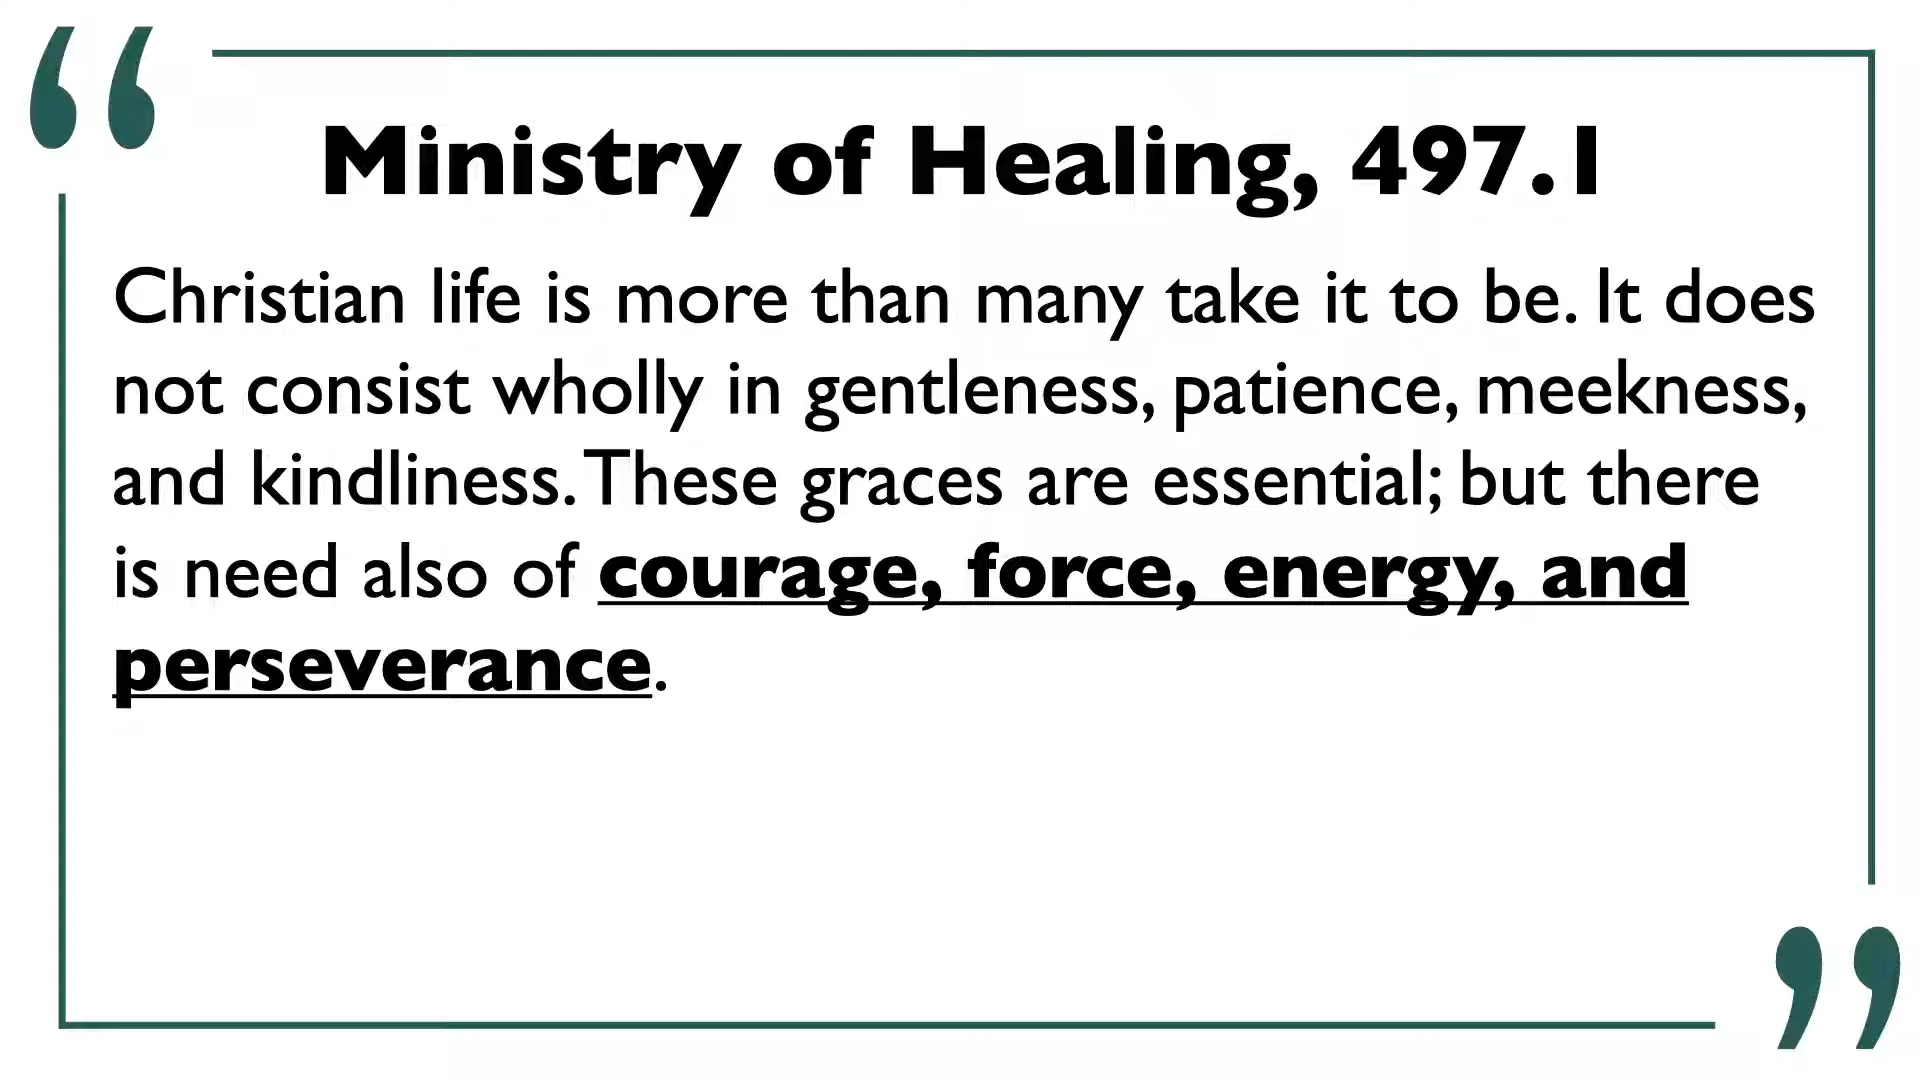 Ministry of Healing, 497.1
Christian life is more than many take it to be. It does
not consist wholly in gentleness, patience, meekness,
and kindliness. These graces are essential; but there
is need also of courage, force, energy, and
perseverance.